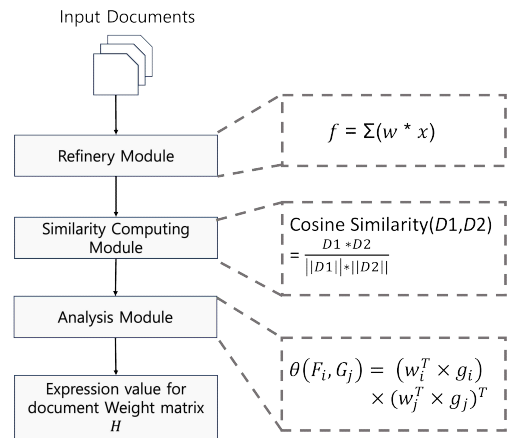 Input Documents
Refinery Module
f = Σ(w * x)
Similarity Computing
Module
Cosine Similarity(D1,D2)
= D1 *D2 / ||D1||*||D2||
Analysis Module
θ(F_i, G_j) = (w_i^T × g_i)
× (w_j^T × g_j)^T
Expression value for
document Weight matrix
H